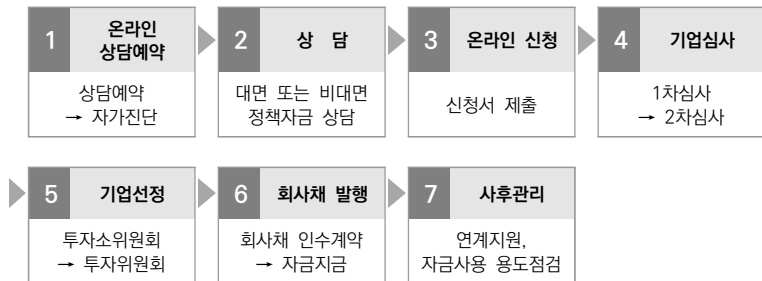 1
온라인
상담예약
상담예약
→ 자가진단
2
상 담
대면 또는 비대면
정책자금 상담
3
온라인 신청
신청서 제출
4
기업심사
1차심사
→ 2차심사
5
기업선정
투자소위원회
→ 투자위원회
6
회사채 발행
회사채 인수계약
→ 자금지급
7
사후관리
연계지원,
자금사용 용도점검